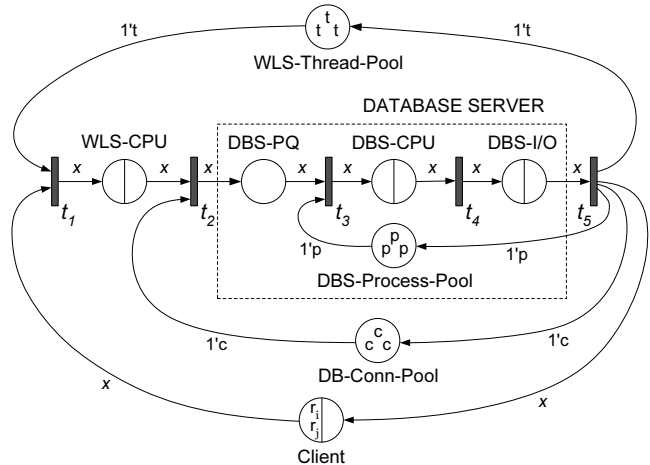 t
t t
1't
1't
WLS-Thread-Pool
DATABASE SERVER
WLS-CPU
DBS-PQ
DBS-CPU
DBS-I/O
x
x
x
x
x
x
x
x
t1
t2
t3
t4
t5
1'p
p
p p
1'p
DBS-Process-Pool
1'c
c
c c
1'c
DB-Conn-Pool
x
x
ri
rj
Client